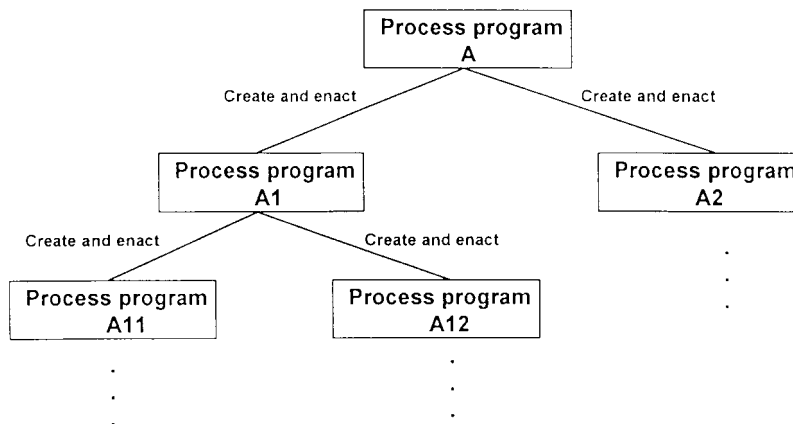 Process program
A
Create and enact
Create and enact
Process program
A1
Process program
A2
Create and enact
Create and enact
Process program
A11
Process program
A12